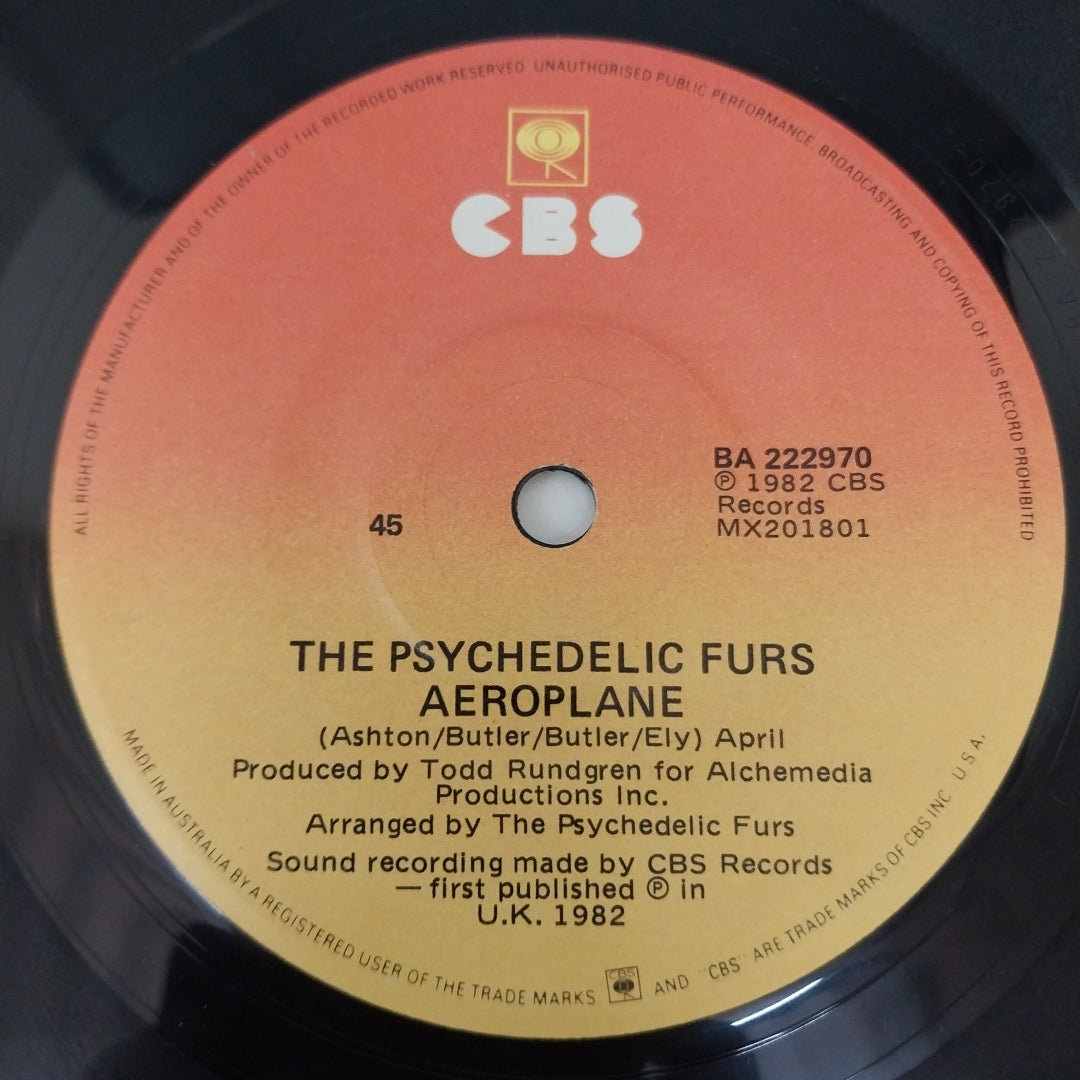 ALL RIGHTS OF THE MANUFACTURER AND OF THE OWNER OF THE RECORDED WORK RESERVED UNAUTHORISED PUBLIC PERFORMANCE BROADCASTING AND COPYING OF THIS RECORD PROHIBITED
CBS
BA 222970
℗ 1982 CBS
Records
MX201801
45
THE PSYCHEDELIC FURS
AEROPLANE
(Ashton/Butler/Butler/Ely) April
Produced by Todd Rundgren for Alchemedia
Productions Inc.
Arranged by The Psychedelic Furs
Sound recording made by CBS Records
—first published ℗ in
U.K. 1982
MADE IN AUSTRALIA BY A REGISTERED USER OF THE TRADE MARKS CBS AND "CBS" ARE TRADE MARKS OF CBS INC U S A.